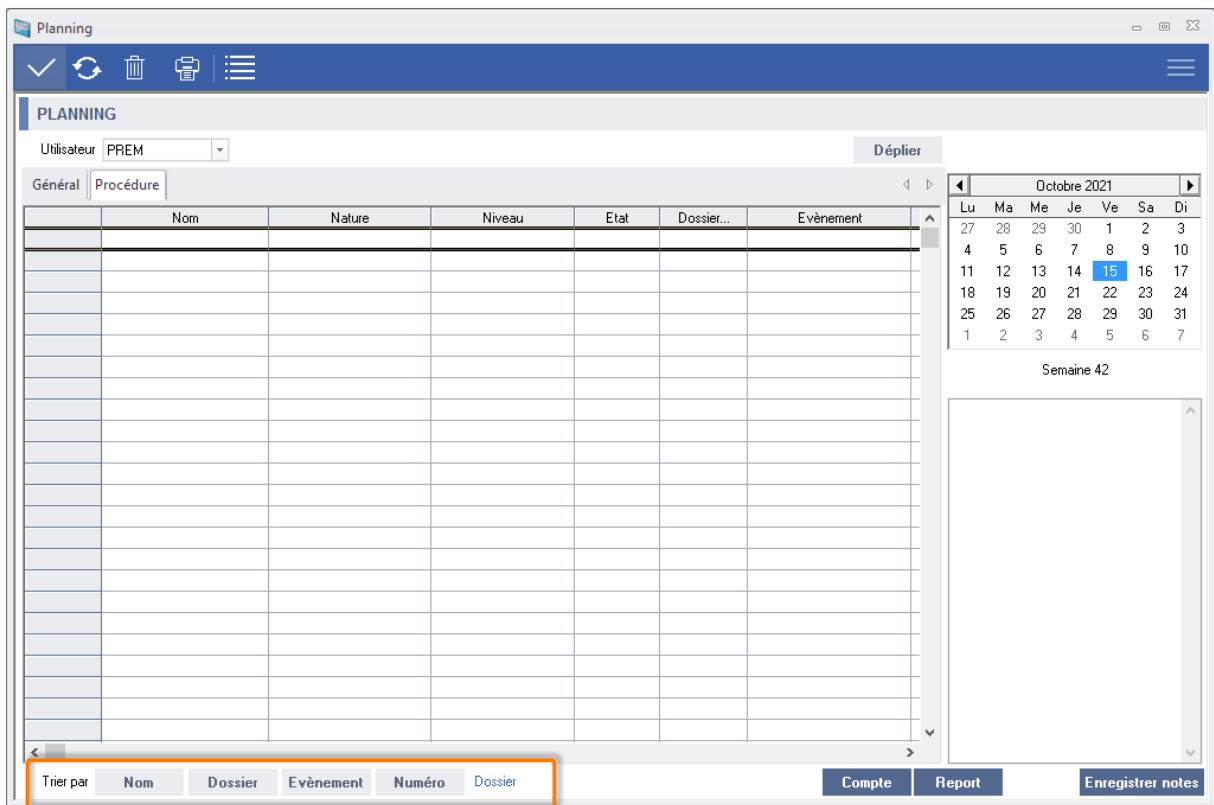 Planning
PLANNING
Utilisateur PREM Déplier
Général Procédure
Nom Nature Niveau Etat Dossier... Evènement
Octobre 2021
Lu Ma Me Je Ve Sa Di
27 28 29 30 1 2 3
4 5 6 7 8 9 10
11 12 13 14 15 16 17
18 19 20 21 22 23 24
25 26 27 28 29 30 31
1 2 3 4 5 6 7
Semaine 42
Trier par Nom Dossier Evènement Numéro Dossier Compte Report Enregistrer notes